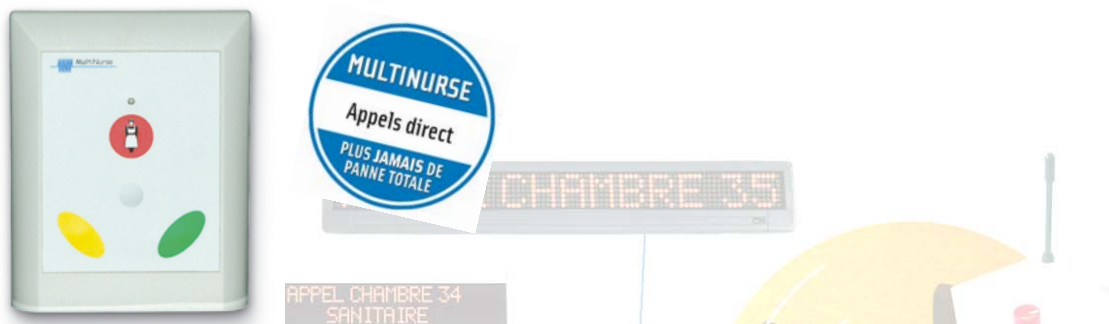 MultiNurse
MULTINURSE
Appels direct
PLUS JAMAIS DE
PANNE TOTALE
CHAMBRE 35
APPEL CHAMBRE 34
SANITAIRE